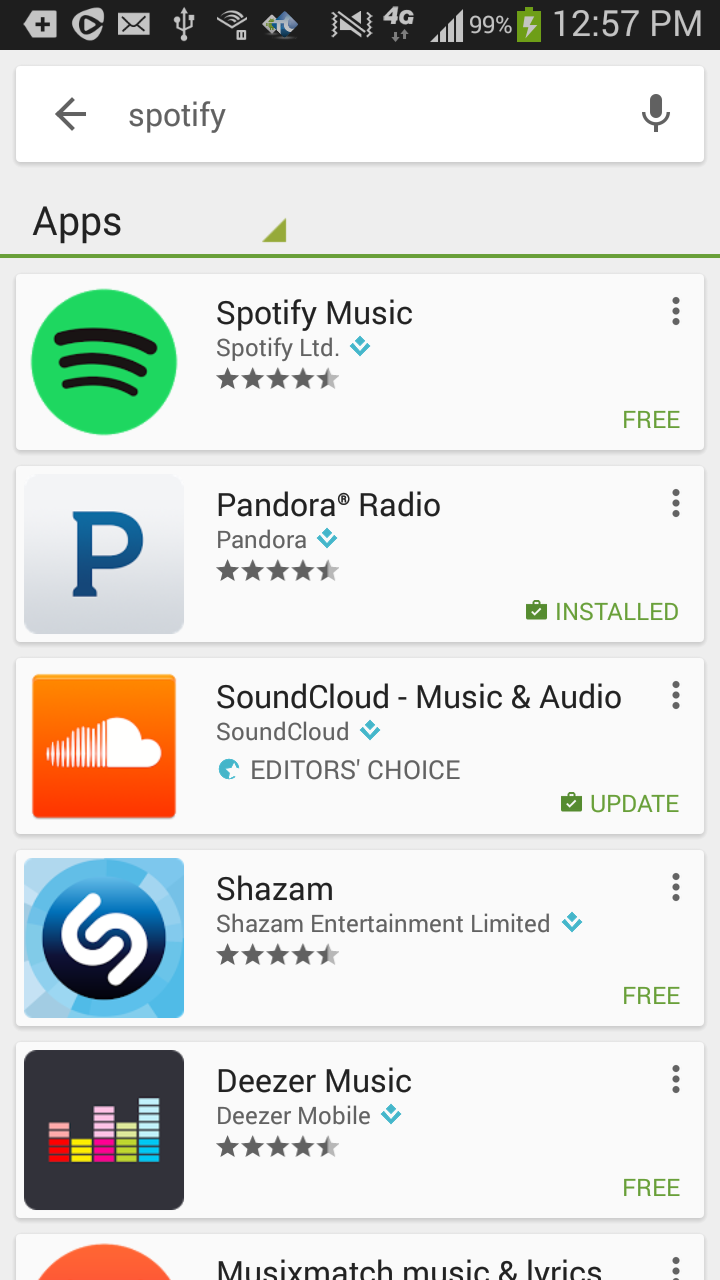 4G 99% 12:57 PM
spotify
Apps
Spotify Music
Spotify Ltd.
FREE
P
Pandora® Radio
Pandora
INSTALLED
SoundCloud - Music & Audio
SoundCloud
EDITORS' CHOICE
UPDATE
Shazam
Shazam Entertainment Limited
FREE
Deezer Music
Deezer Mobile
FREE
Musixmatch music & lyrics